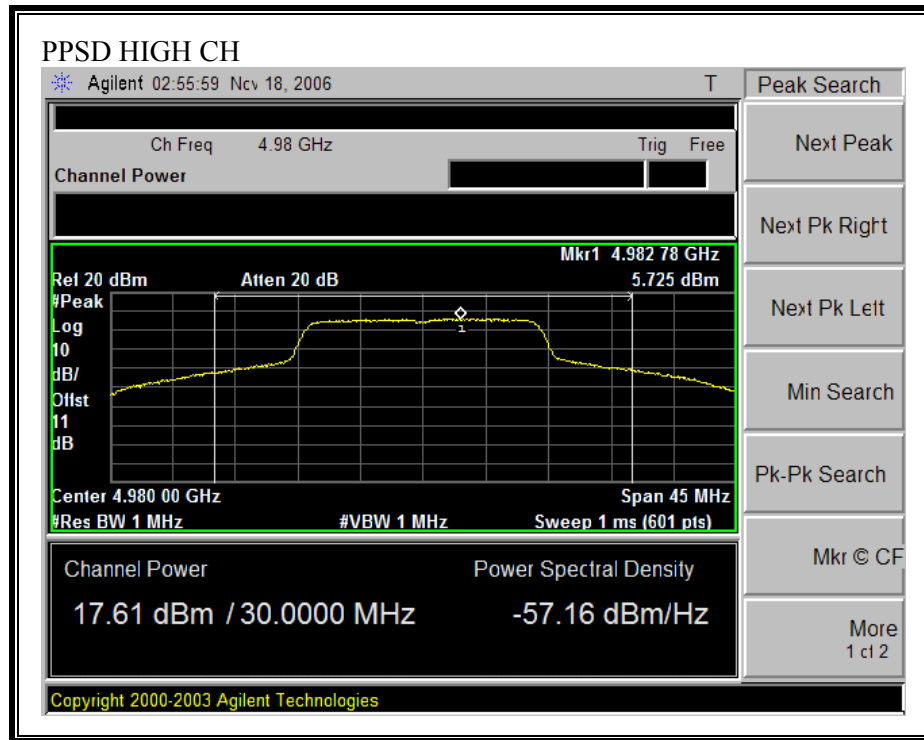 PPSD HIGH CH
Agilent 02:55:59 Nov 18, 2006 T
Peak Search
Ch Freq 4.98 GHz Trig Free
Channel Power
Next Peak
Next Pk Right
Mkr1 4.982 78 GHz
Ref 20 dBm Atten 20 dB 5.725 dBm
#Peak
Log
10
dB/
Offst
11
dB
1
Next Pk Left
Min Search
Pk-Pk Search
Center 4.980 00 GHz Span 45 MHz
#Res BW 1 MHz #VBW 1 MHz Sweep 1 ms (601 pts)
Channel Power Power Spectral Density
17.61 dBm / 30.0000 MHz -57.16 dBm/Hz
Mkr © CF
More
1 of 2
Copyright 2000-2003 Agilent Technologies